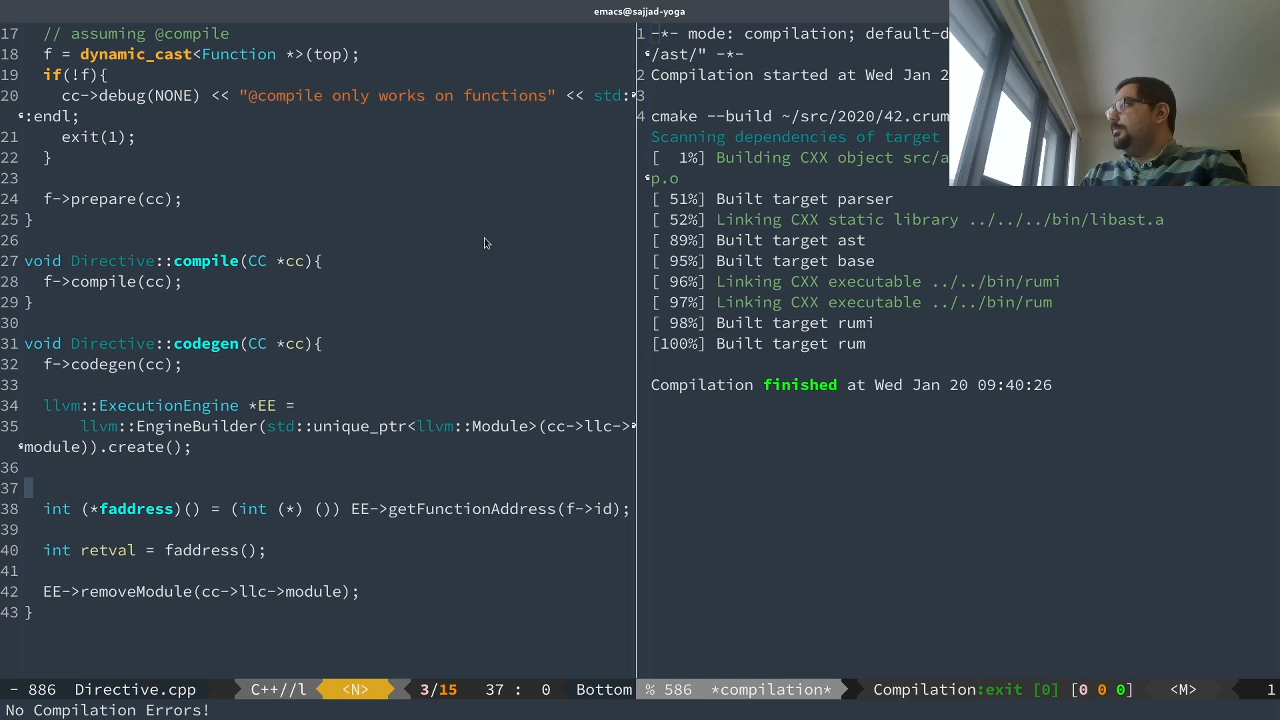 emacs@sajjad-yoga
17 // assuming @compile
18 f = dynamic_cast<Function *>(top);
19 if(!f){
20 cc->debug(NONE) << "@compile only works on functions" << std:
:endl;
21 exit(1);
22 }
23
24 f->prepare(cc);
25 }
26
27 void Directive::compile(CC *cc){
28 f->compile(cc);
29 }
30
31 void Directive::codegen(CC *cc){
32 f->codegen(cc);
33
34 llvm::ExecutionEngine *EE =
35 llvm::EngineBuilder(std::unique_ptr<llvm::Module>(cc->llc->
module)).create();
36
37
38 int (*faddress)() = (int (*) ()) EE->getFunctionAddress(f->id);
39
40 int retval = faddress();
41
42 EE->removeModule(cc->llc->module);
43 }
- 886 Directive.cpp C++//l <N> 3/15 37 : 0 Bottom
1 -*- mode: compilation; default-d
/ast/" -*-
2 Compilation started at Wed Jan 2
3
4 cmake --build ~/src/2020/42.crum
Scanning dependencies of target
[ 1%] Building CXX object src/a
p.o
[ 51%] Built target parser
[ 52%] Linking CXX static library ../../../bin/libast.a
[ 89%] Built target ast
[ 95%] Built target base
[ 96%] Linking CXX executable ../../bin/rumi
[ 97%] Linking CXX executable ../../bin/rum
[ 98%] Built target rumi
[100%] Built target rum
Compilation finished at Wed Jan 20 09:40:26
% 586 *compilation* Compilation:exit [0] [0 0 0] <M> 1
No Compilation Errors!